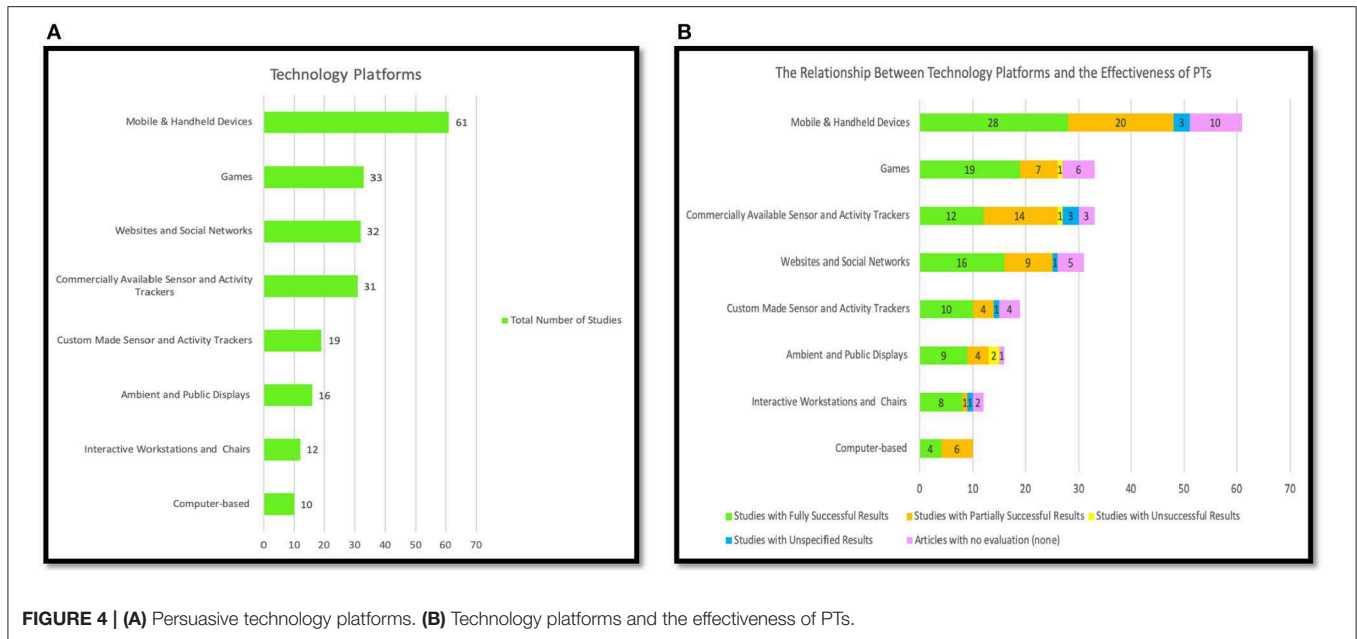 A
Technology Platforms
0 10 20 30 40 50 60 70
Mobile & Handheld Devices 61
Games 33
Websites and Social Networks 32
Commercially Available Sensor and Activity
Trackers 31
Custom Made Sensor and Activity Trackers 19
Ambient and Public Displays 16
Interactive Workstations and Chairs 12
Computer-based 10
0 10 20 30 40 50 60 70
Total Number of Studies
B
The Relationship Between Technology Platforms and the Effectiveness of PTs
Mobile & Handheld Devices 28 20 3 10
Games 19 7 1 6
Commercially Available Sensor and Activity Trackers 12 14 1 3 3
Websites and Social Networks 16 9 1 5
Custom Made Sensor and Activity Trackers 10 4 1 4
Ambient and Public Displays 9 4 2 1
Interactive Workstations and Chairs 8 1 1 2
Computer-based 4 6
0 10 20 30 40 50 60 70
Studies with Fully Successful Results Studies with Partially Successful Results Studies with Unsuccessful Results
Studies with Unspecified Results Articles with no evaluation (none)
FIGURE 4 | (A) Persuasive technology platforms. (B) Technology platforms and the effectiveness of PTs.